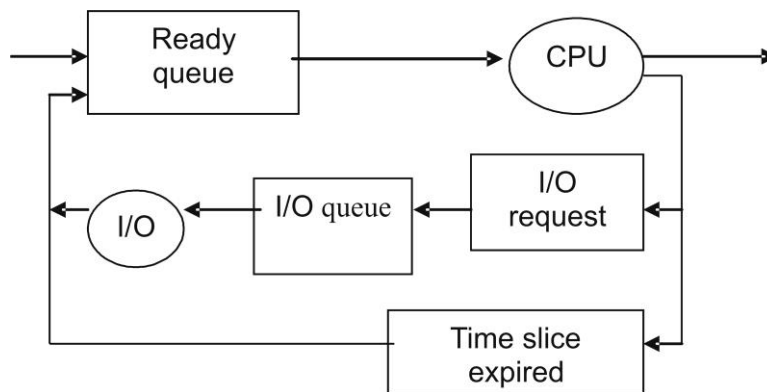 Ready
queue
CPU
I/O
I/O queue
I/O
request
Time slice
expired